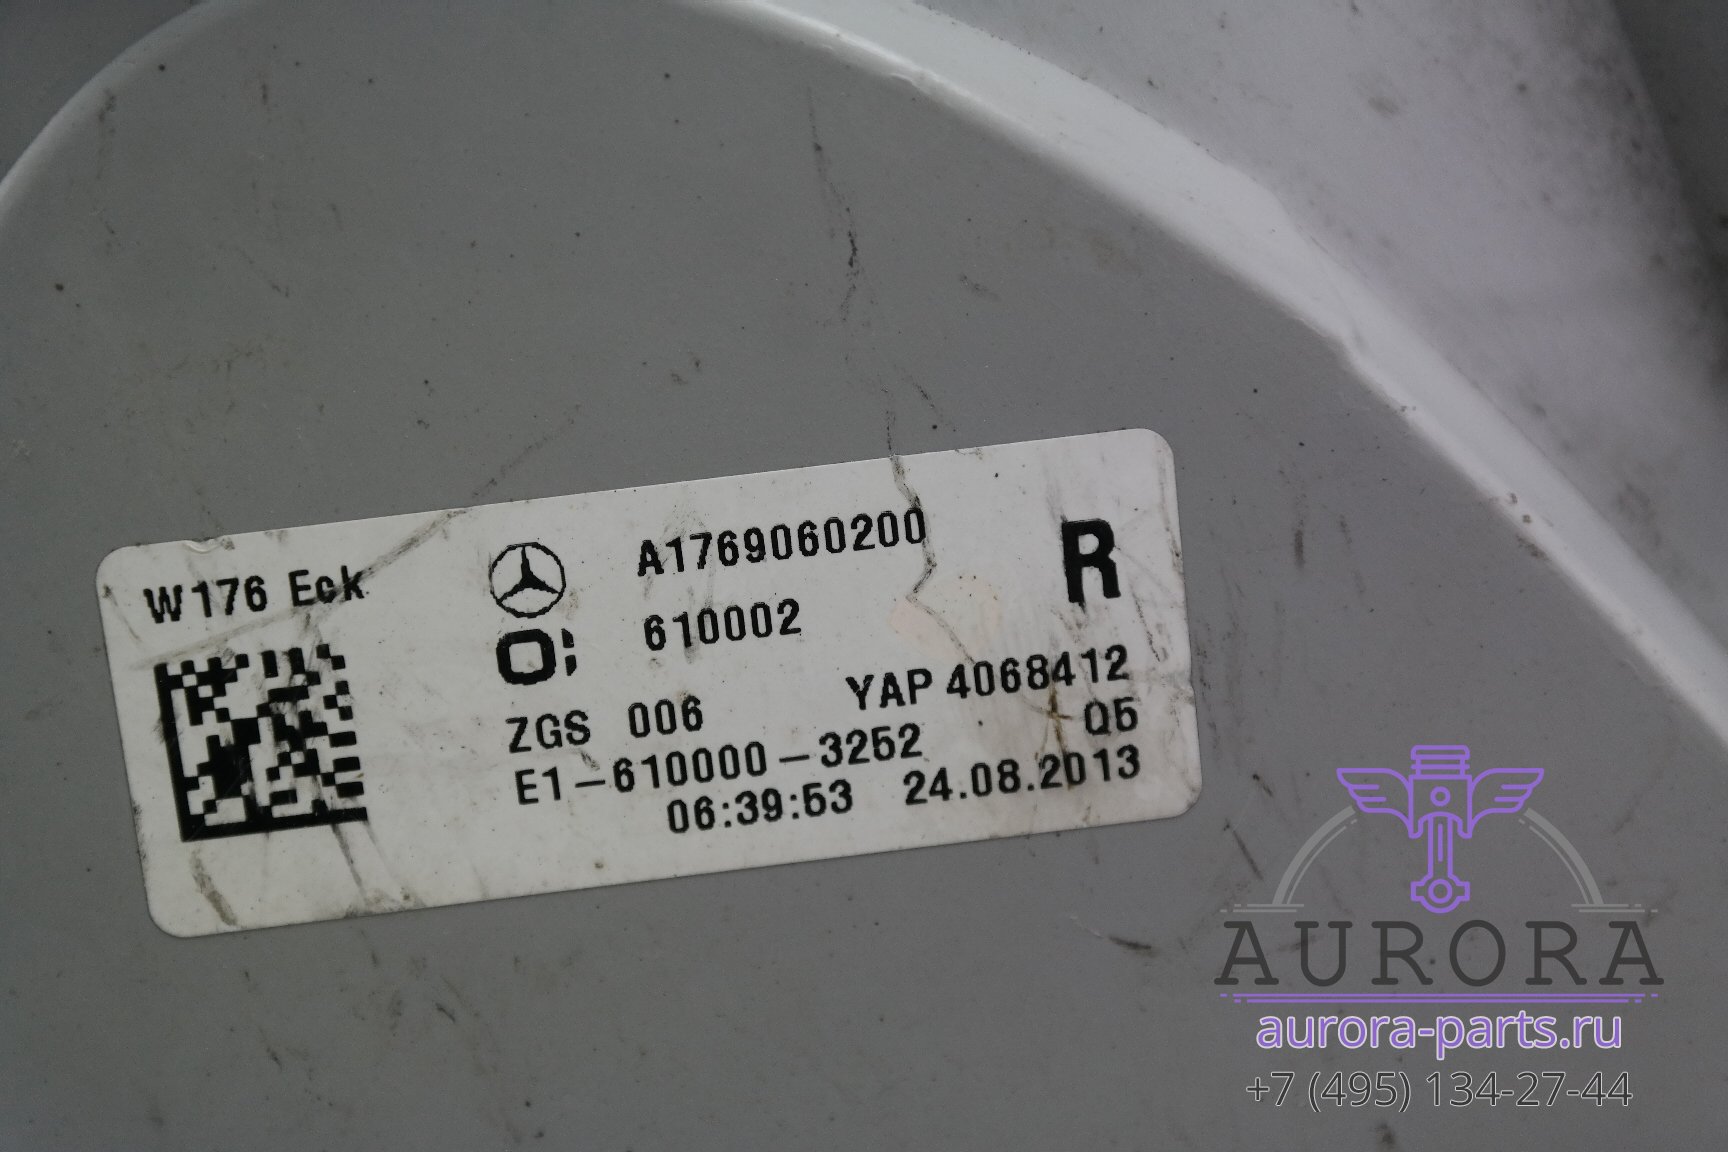 W176 Eck
A1769060200
R
610002
ZGS 006 YAP 4068412
E1-610000-3252 Q5
06:39:53 24.08.2013
AURORA
aurora-parts.ru
+7 (495) 134-27-44